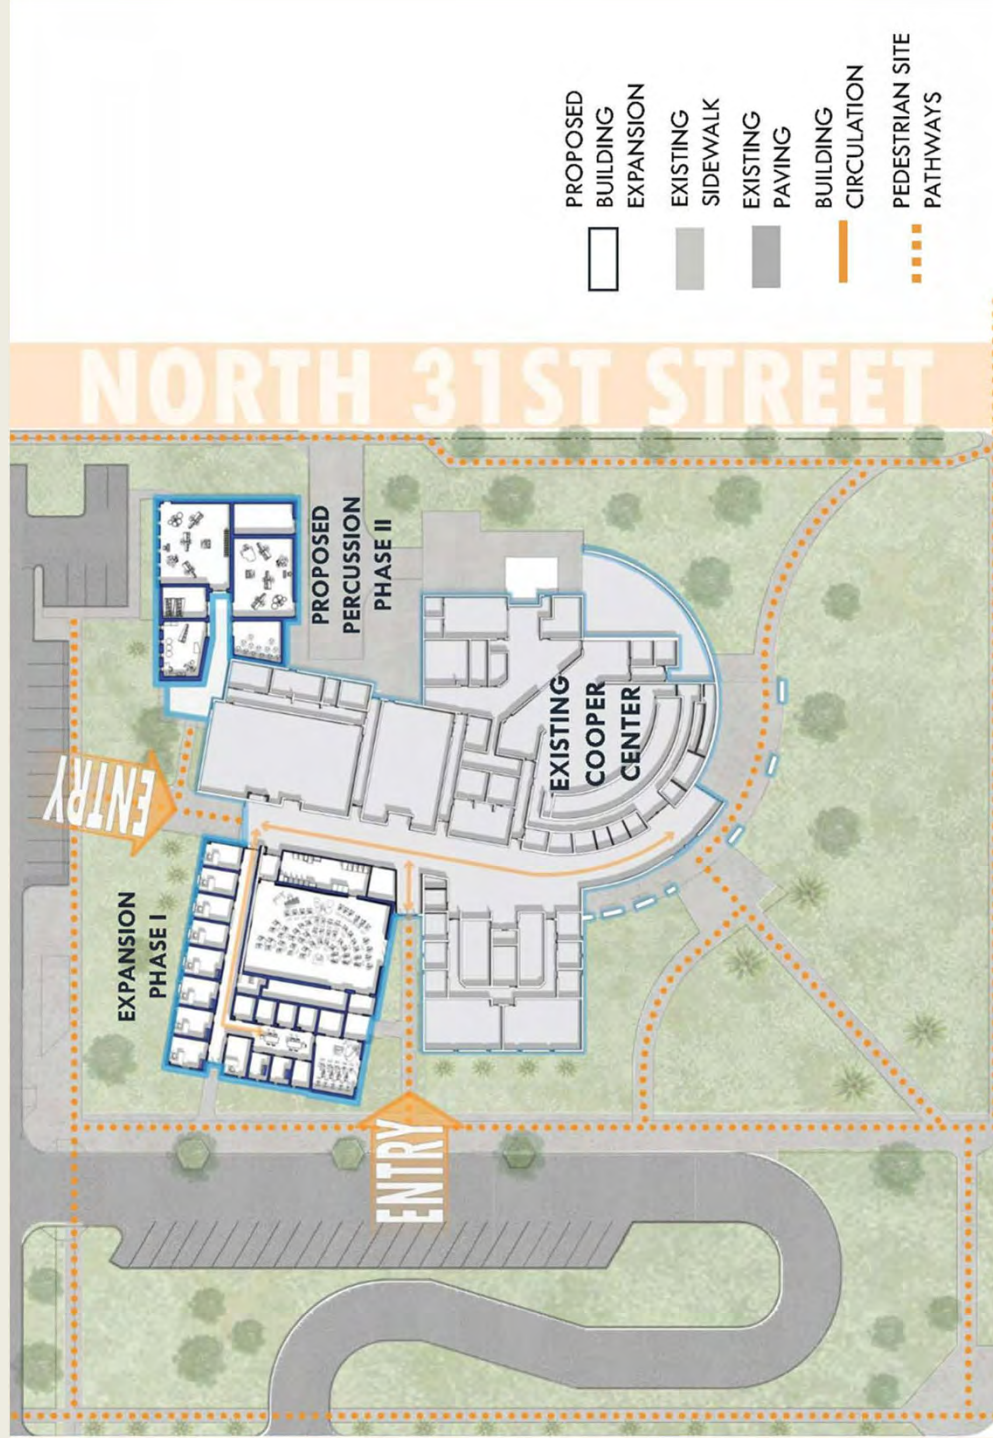 PROPOSED
BUILDING
EXPANSION
EXISTING
SIDEWALK
EXISTING
PAVING
BUILDING
CIRCULATION
PEDESTRIAN SITE
PATHWAYS
NORTH 31ST STREET
PROPOSED
PERCUSSION
PHASE II
EXISTING
COOPER
CENTER
ENTRY
EXPANSION
PHASE I
ENTRY